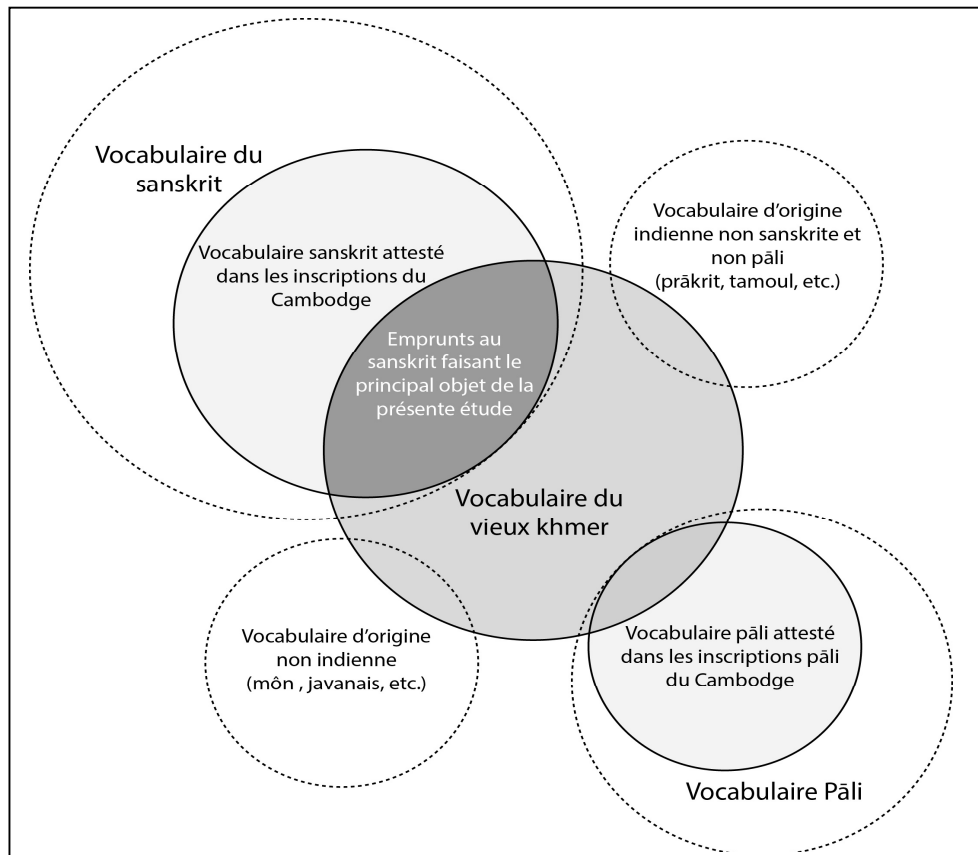 Vocabulaire du
sanskrit
Vocabulaire sanskrit attesté
dans les inscriptions du
Cambodge
Vocabulaire d'origine
indienne non sanskrite et
non pāli
(prākrit, tamoul, etc.)
Emprunts au
sanskrit faisant le
principal objet de la
présente étude
Vocabulaire du
vieux khmer
Vocabulaire d'origine
non indienne
(môn , javanais, etc.)
Vocabulaire pāli attesté
dans les inscriptions pāli
du Cambodge
Vocabulaire Pāli